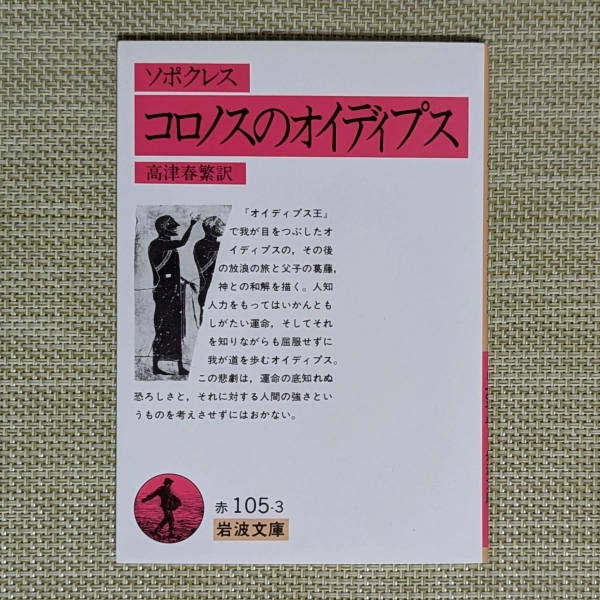 ソポクレス
コロノスのオイディプス
高津春繁訳
『オイディプス王』
で我が目をつぶしたオ
イディプスの，その後
の放浪の旅と父子の葛藤，
神との和解を描く。人知
人力をもってはいかんとも
しがたい運命，そしてそれ
を知りながらも屈服せずに
我が道を歩むオイディプス。
この悲劇は，運命の底知れぬ
恐ろしさと，それに対する人間の強さとい
うものを考えさせずにはおかない。
赤 105-3
岩波文庫